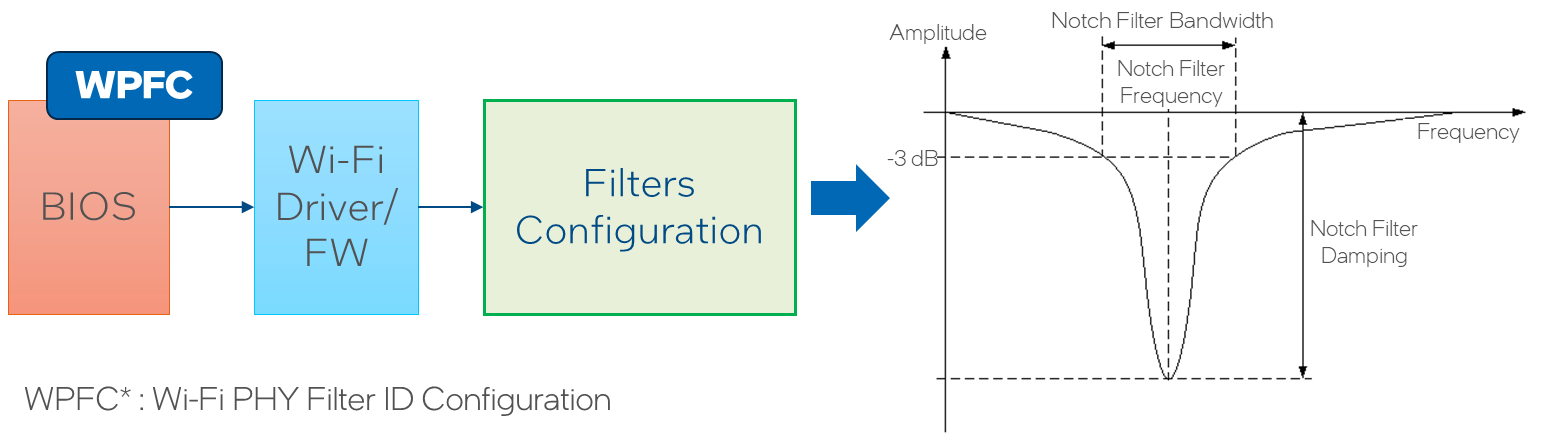 WPFC
BIOS
Wi-Fi
Driver/
FW
Filters
Configuration
WPFC* : Wi-Fi PHY Filter ID Configuration
Notch Filter Bandwidth
Amplitude
Notch Filter
Frequency
Frequency
-3 dB
Notch Filter
Damping